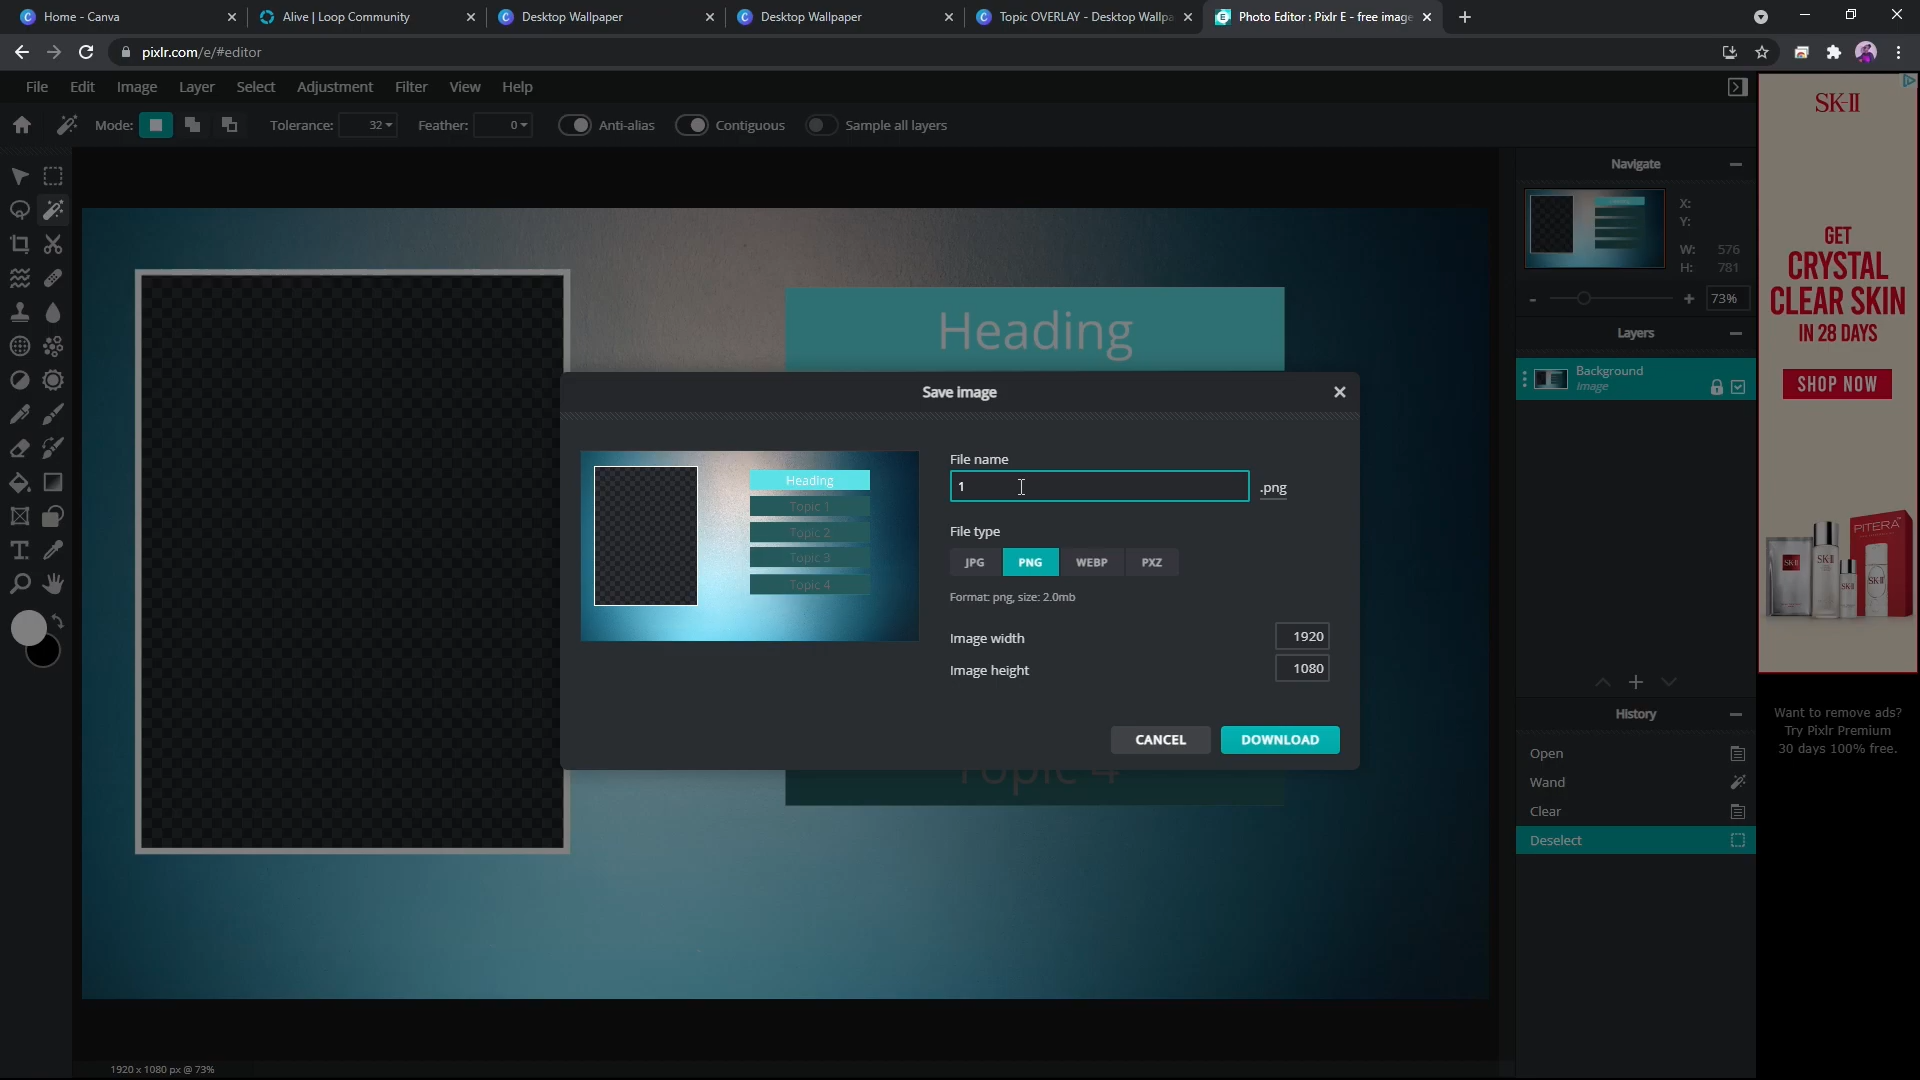 Home - Canva
Alive | Loop Community
Desktop Wallpaper
Desktop Wallpaper
Topic OVERLAY - Desktop Wallpa
Photo Editor : Pixlr E - free image
pixlr.com/e/#editor
File Edit Image Layer Select Adjustment Filter View Help
Mode: Tolerance: 32 Feather: 0 Anti-alias Contiguous Sample all layers
Navigate
X:
Y:
W: 576
H: 781
73%
Layers
Background
Image
History
Open
Wand
Clear
Deselect
Heading
Topic 4
Save image
Heading
Topic 1
Topic 2
Topic 3
Topic 4
File name
1
.png
File type
JPG PNG WEBP PXZ
Format: png, size: 2.0mb
Image width 1920
Image height 1080
CANCEL DOWNLOAD
1920 x 1080 px @ 73%
SK-II
GET
CRYSTAL
CLEAR SKIN
IN 28 DAYS
SHOP NOW
PITERA
SK-II
Want to remove ads?
Try Pixlr Premium
30 days 100% free.